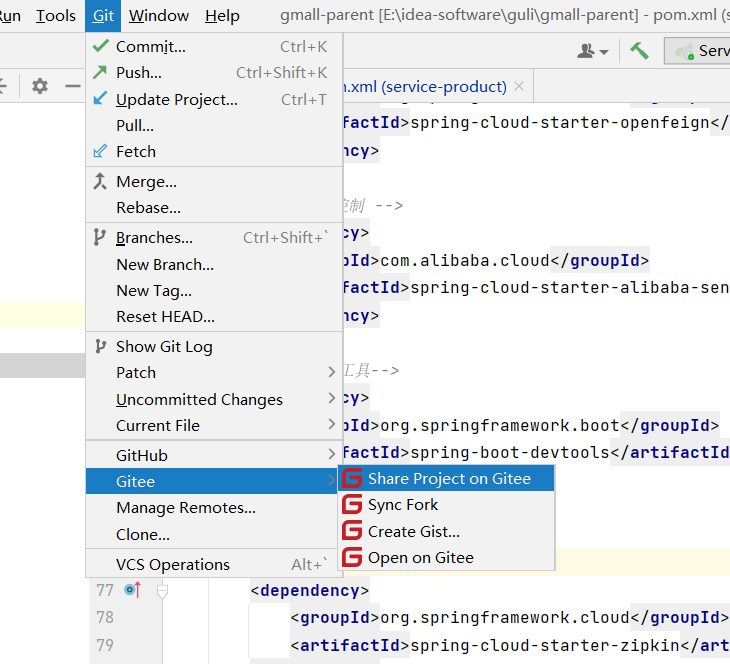 Run Tools Git Window Help gmall-parent [E:\idea-software\guli\gmall-parent] - pom.xml (s
Serv
.xml (service-product)
Commit... Ctrl+K
Push... Ctrl+Shift+K
Update Project... Ctrl+T
Pull...
Fetch
Merge...
Rebase...
Branches... Ctrl+Shift+`
New Branch...
New Tag...
Reset HEAD...
Show Git Log
Patch
Uncommitted Changes
Current File
GitHub
Gitee
Manage Remotes...
Clone...
VCS Operations Alt+`
Share Project on Gitee
Sync Fork
Create Gist...
Open on Gitee
ifactId>spring-cloud-starter-openfeign</
ncy>
控制 -->
cy>
pId>com.alibaba.cloud</groupId>
factId>spring-cloud-starter-alibaba-sen
ncy>
工具-->
cy>
pId>org.springframework.boot</groupId>
factId>spring-boot-devtools</artifactId
77 <dependency>
78 <groupId>org.springframework.cloud</groupId>
79 <artifactId>spring-cloud-starter-zipkin</art